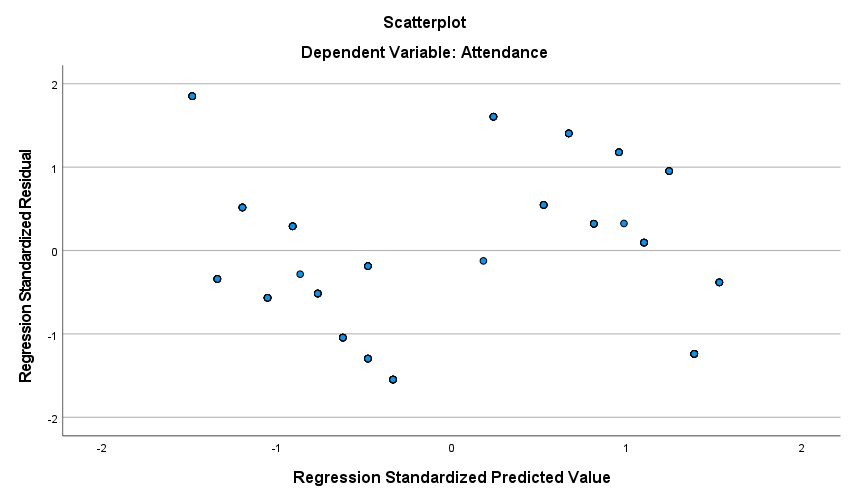 Scatterplot
Dependent Variable: Attendance
Regression Standardized Residual
2
1
0
-1
-2
-2
-1
0
1
2
Regression Standardized Predicted Value